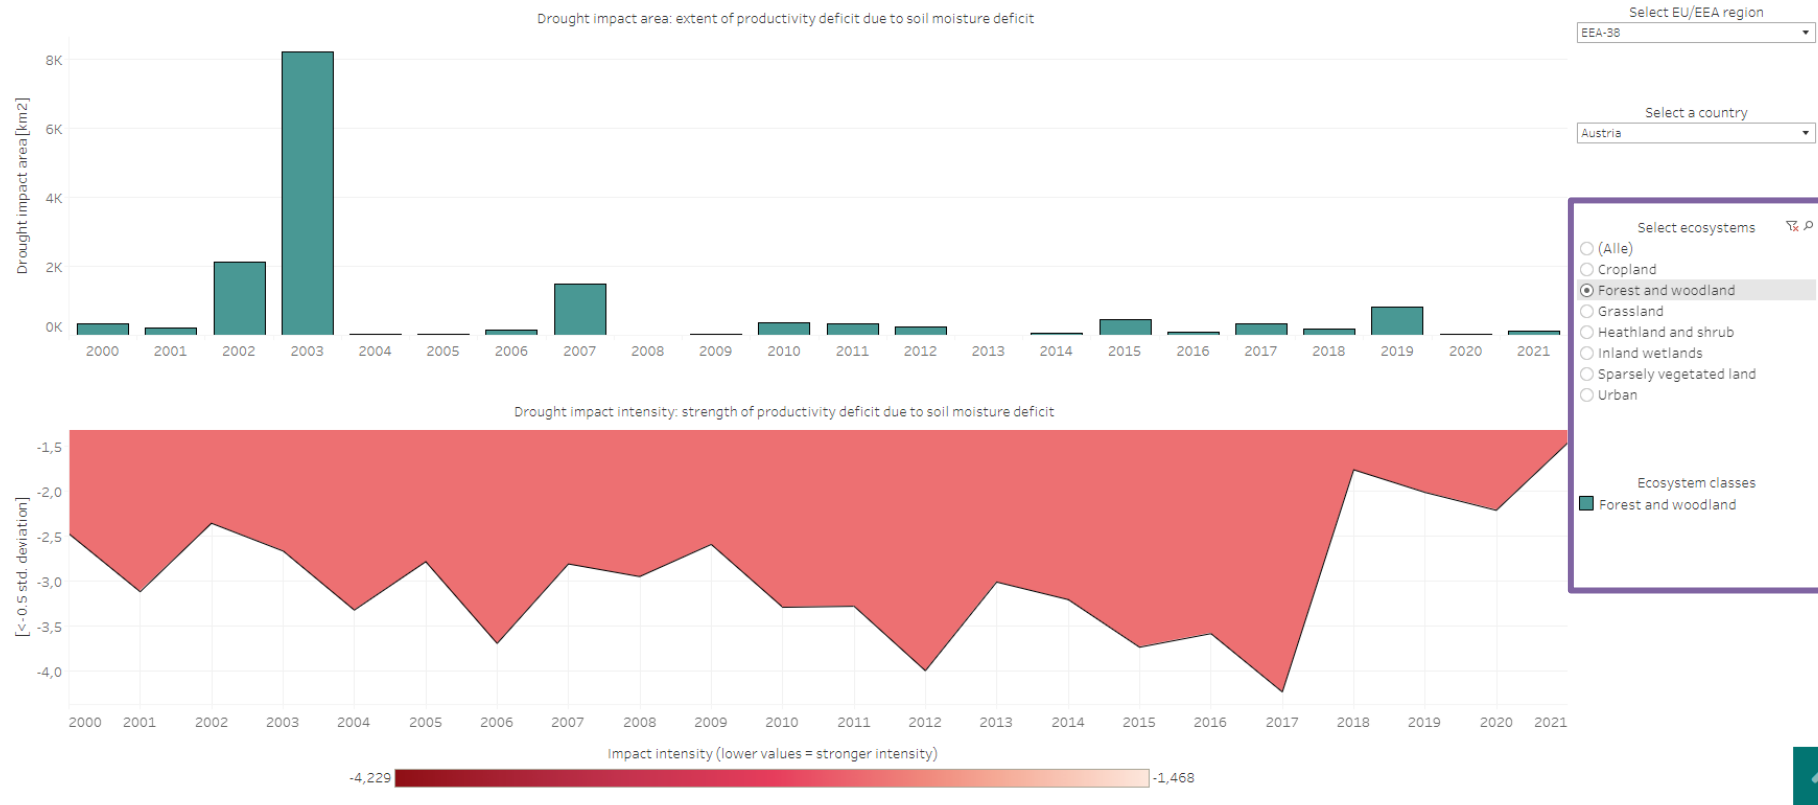 Drought impact area: extent of productivity deficit due to soil moisture deficit
Drought impact area [km2]
8K
6K
4K
2K
0K
2000 2001 2002 2003 2004 2005 2006 2007 2008 2009 2010 2011 2012 2013 2014 2015 2016 2017 2018 2019 2020 2021
Drought impact intensity: strength of productivity deficit due to soil moisture deficit
[<-0.5 std. deviation]
-1,5
-2,0
-2,5
-3,0
-3,5
-4,0
2000 2001 2002 2003 2004 2005 2006 2007 2008 2009 2010 2011 2012 2013 2014 2015 2016 2017 2018 2019 2020 2021
Impact intensity (lower values = stronger intensity)
-4,229 -1,468
Select EU/EEA region
EEA-38
Select a country
Austria
Select ecosystems
(Alle)
Cropland
Forest and woodland
Grassland
Heathland and shrub
Inland wetlands
Sparsely vegetated land
Urban
Ecosystem classes
Forest and woodland